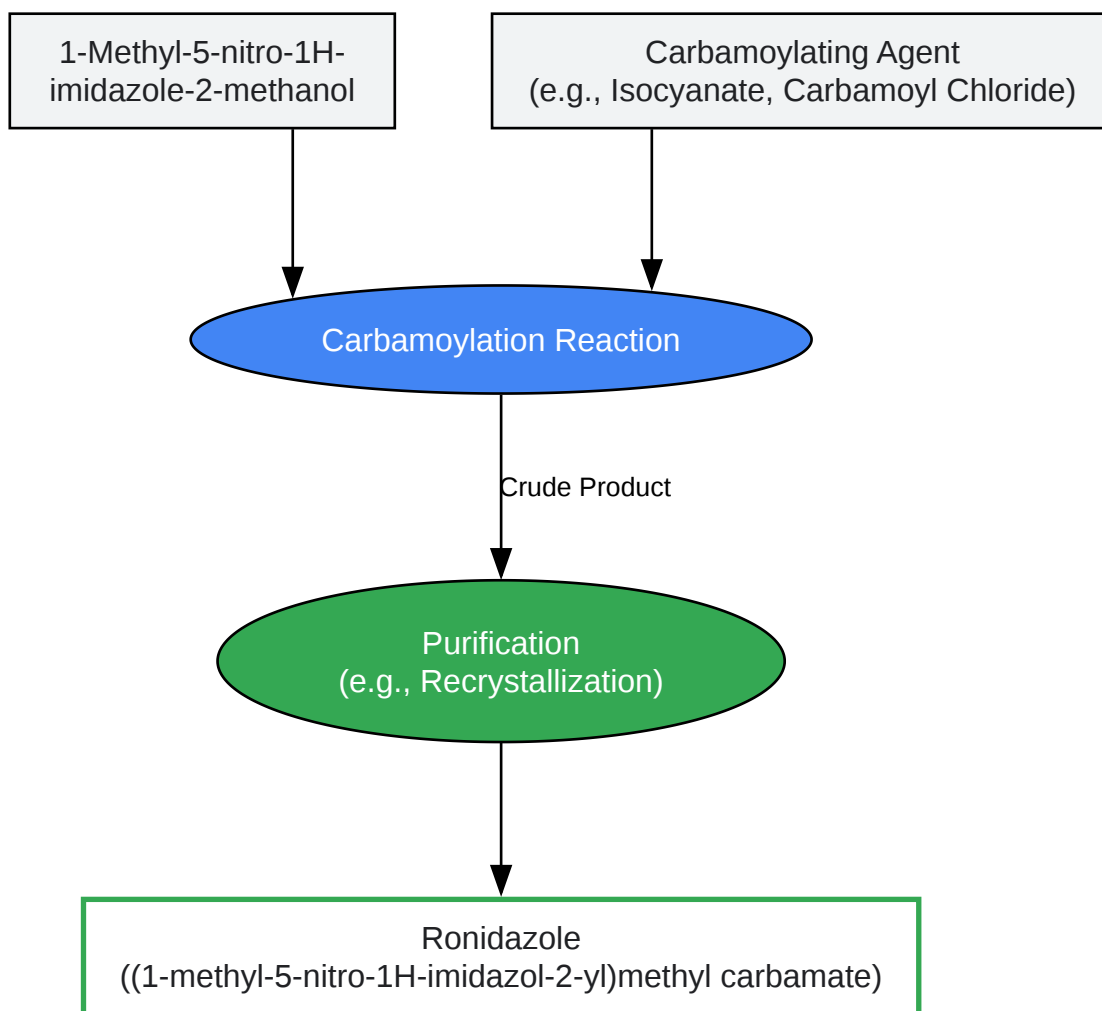 1-Methyl-5-nitro-1H-
imidazole-2-methanol
Carbamoylating Agent
(e.g., Isocyanate, Carbamoyl Chloride)
Carbamoylation Reaction
Crude Product
Purification
(e.g., Recrystallization)
Ronidazole
((1-methyl-5-nitro-1H-imidazol-2-yl)methyl carbamate)